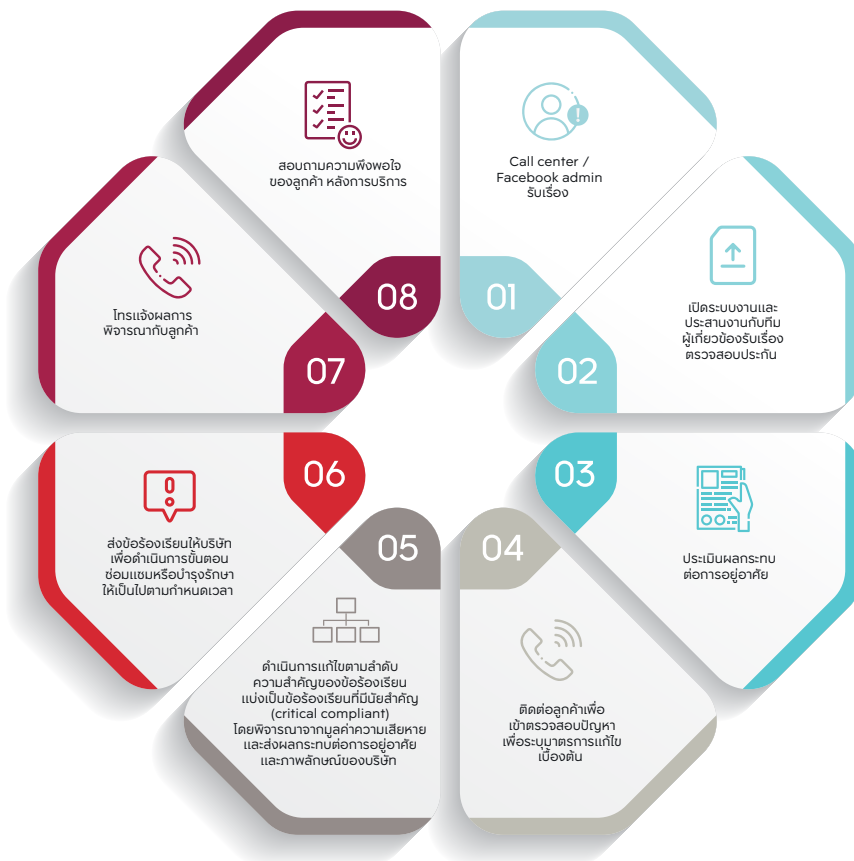 01
Call center /
Facebook admin
รับเรื่อง
02
เปิดระบบงานและ
ประสานงานกับทีม
ผู้เกี่ยวข้องรับเรื่อง
ตรวจสอบประกัน
03
ประเมินผลกระทบ
ต่อการอยู่อาศัย
04
ติดต่อลูกค้าเพื่อ
เข้าตรวจสอบปัญหา
เพื่อระบุมาตรการแก้ไข
เบื้องต้น
05
ดำเนินการแก้ไขตามลำดับ
ความสำคัญของข้อร้องเรียน
แบ่งเป็นข้อร้องเรียนที่มีนัยสำคัญ
(critical compliant)
โดยพิจารณาจากมูลค่าความเสียหาย
และส่งผลกระทบต่อการอยู่อาศัย
และภาพลักษณ์ของบริษัท
06
ส่งข้อร้องเรียนให้บริษัท
เพื่อดำเนินการขั้นตอน
ซ่อมแซมหรือบำรุงรักษา
ให้เป็นไปตามกำหนดเวลา
07
โทรแจ้งผลการ
พิจารณากับลูกค้า
08
สอบถามความพึงพอใจ
ของลูกค้า หลังการบริการ